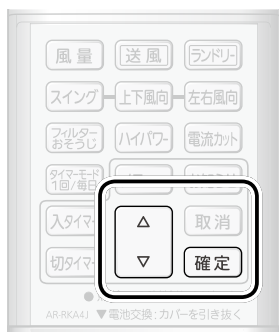 風量 送風 ランドリー
スイング 上下風向 左右風向
フィルターおそうじ ハイパワー 電流カット
タイマーモード
1回/毎日
入タイマ
△ 取消
切タイマ
▽ 確定
AR-RKA4J ▼電池交換:カバーを引き抜く